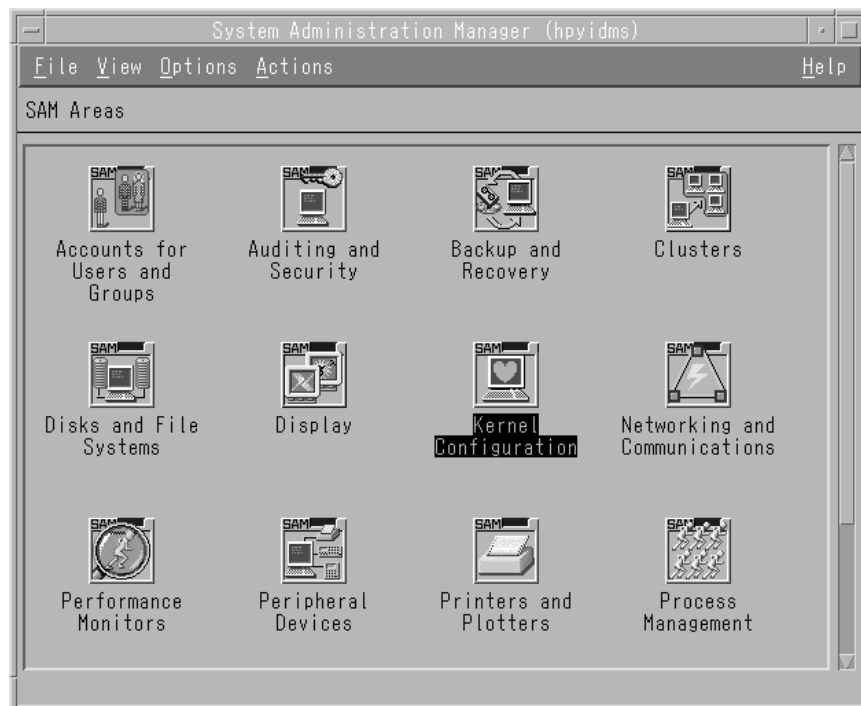 System Administration Manager (hpyidms)
File View Options Actions Help
SAM Areas
SAM SAM SAM SAM
Accounts for Users and Groups
Auditing and Security
Backup and Recovery
Clusters
SAM SAM SAM SAM
Disks and File Systems
Display
Kernel Configuration
Networking and Communications
SAM SAM SAM SAM
Performance Monitors
Peripheral Devices
Printers and Plotters
Process Management